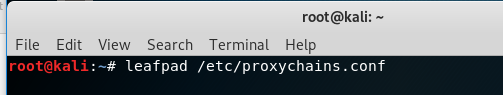 root@kali: ~
File Edit View Search Terminal Help
root@kali:~# leafpad /etc/proxychains.conf